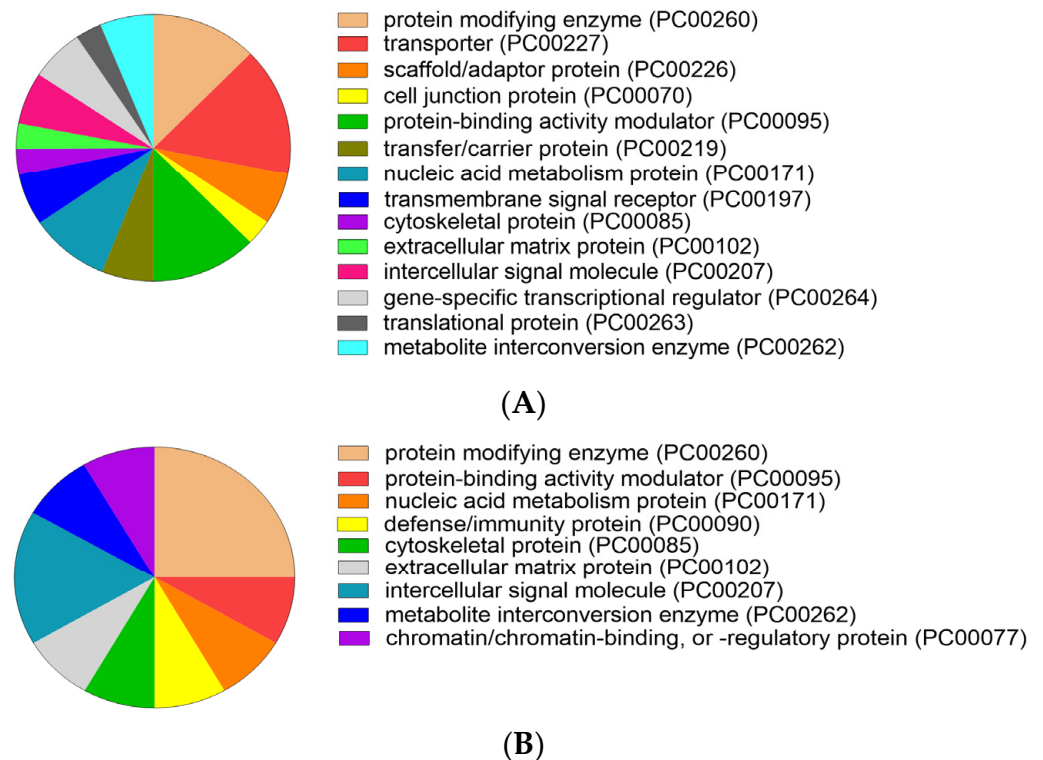 protein modifying enzyme (PC00260)
transporter (PC00227)
scaffold/adaptor protein (PC00226)
cell junction protein (PC00070)
protein-binding activity modulator (PC00095)
transfer/carrier protein (PC00219)
nucleic acid metabolism protein (PC00171)
transmembrane signal receptor (PC00197)
cytoskeletal protein (PC00085)
extracellular matrix protein (PC00102)
intercellular signal molecule (PC00207)
gene-specific transcriptional regulator (PC00264)
translational protein (PC00263)
metabolite interconversion enzyme (PC00262)
(A)
protein modifying enzyme (PC00260)
protein-binding activity modulator (PC00095)
nucleic acid metabolism protein (PC00171)
defense/immunity protein (PC00090)
cytoskeletal protein (PC00085)
extracellular matrix protein (PC00102)
intercellular signal molecule (PC00207)
metabolite interconversion enzyme (PC00262)
chromatin/chromatin-binding, or -regulatory protein (PC00077)
(B)